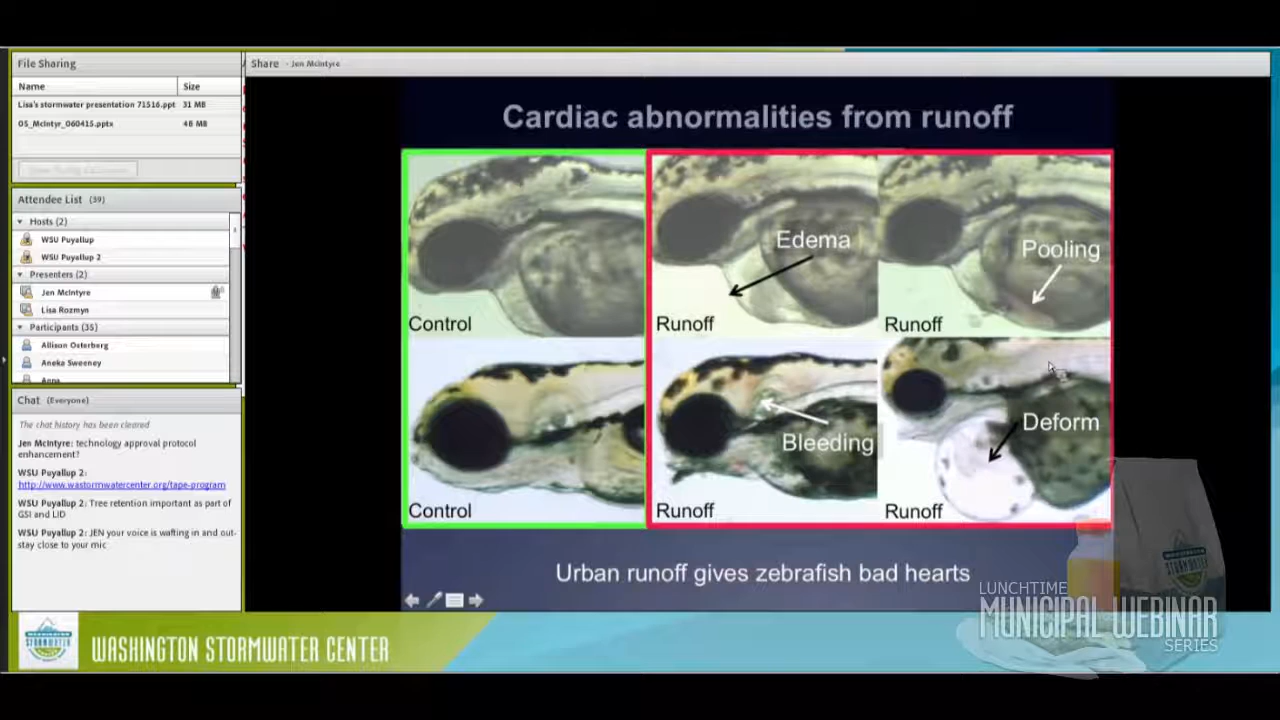 File Sharing
Name Size
Lisa's stormwater presentation 71516.ppt 31 MB
05_McIntyr_060415.pptx 48 MB
Attendee List (39)
Hosts (2)
WSU Puyallup
WSU Puyallup 2
Presenters (2)
Jen McIntyre
Lisa Rozmyn
Participants (35)
Allison Osterberg
Aneka Sweeney
Anna
Chat (Everyone)
The chat history has been cleared
Jen McIntyre: technology approval protocol
enhancement?
WSU Puyallup 2:
http://www.wastormwatercenter.org/tape-program
WSU Puyallup 2: Tree retention important as part of
GSI and LID
WSU Puyallup 2: JEN your voice is wafting in and out-
stay close to your mic
Share - Jen McIntyre
Cardiac abnormalities from runoff
Edema
Pooling
Control
Runoff
Runoff
Bleeding
Deform
Control
Runoff
Runoff
Urban runoff gives zebrafish bad hearts
WASHINGTON STORMWATER CENTER
LUNCHTIME
MUNICIPAL WEBINAR
SERIES